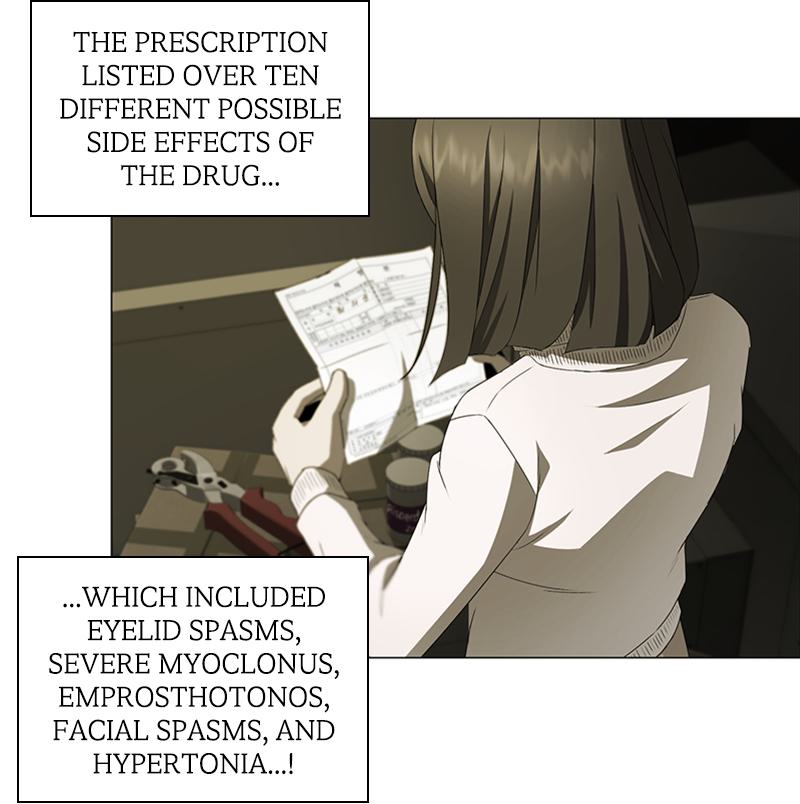 THE PRESCRIPTION
LISTED OVER TEN
DIFFERENT POSSIBLE
SIDE EFFECTS OF
THE DRUG...
...WHICH INCLUDED
EYELID SPASMS,
SEVERE MYOCLONUS,
EMPROSTHOTONOS,
FACIAL SPASMS, AND
HYPERTONIA...!